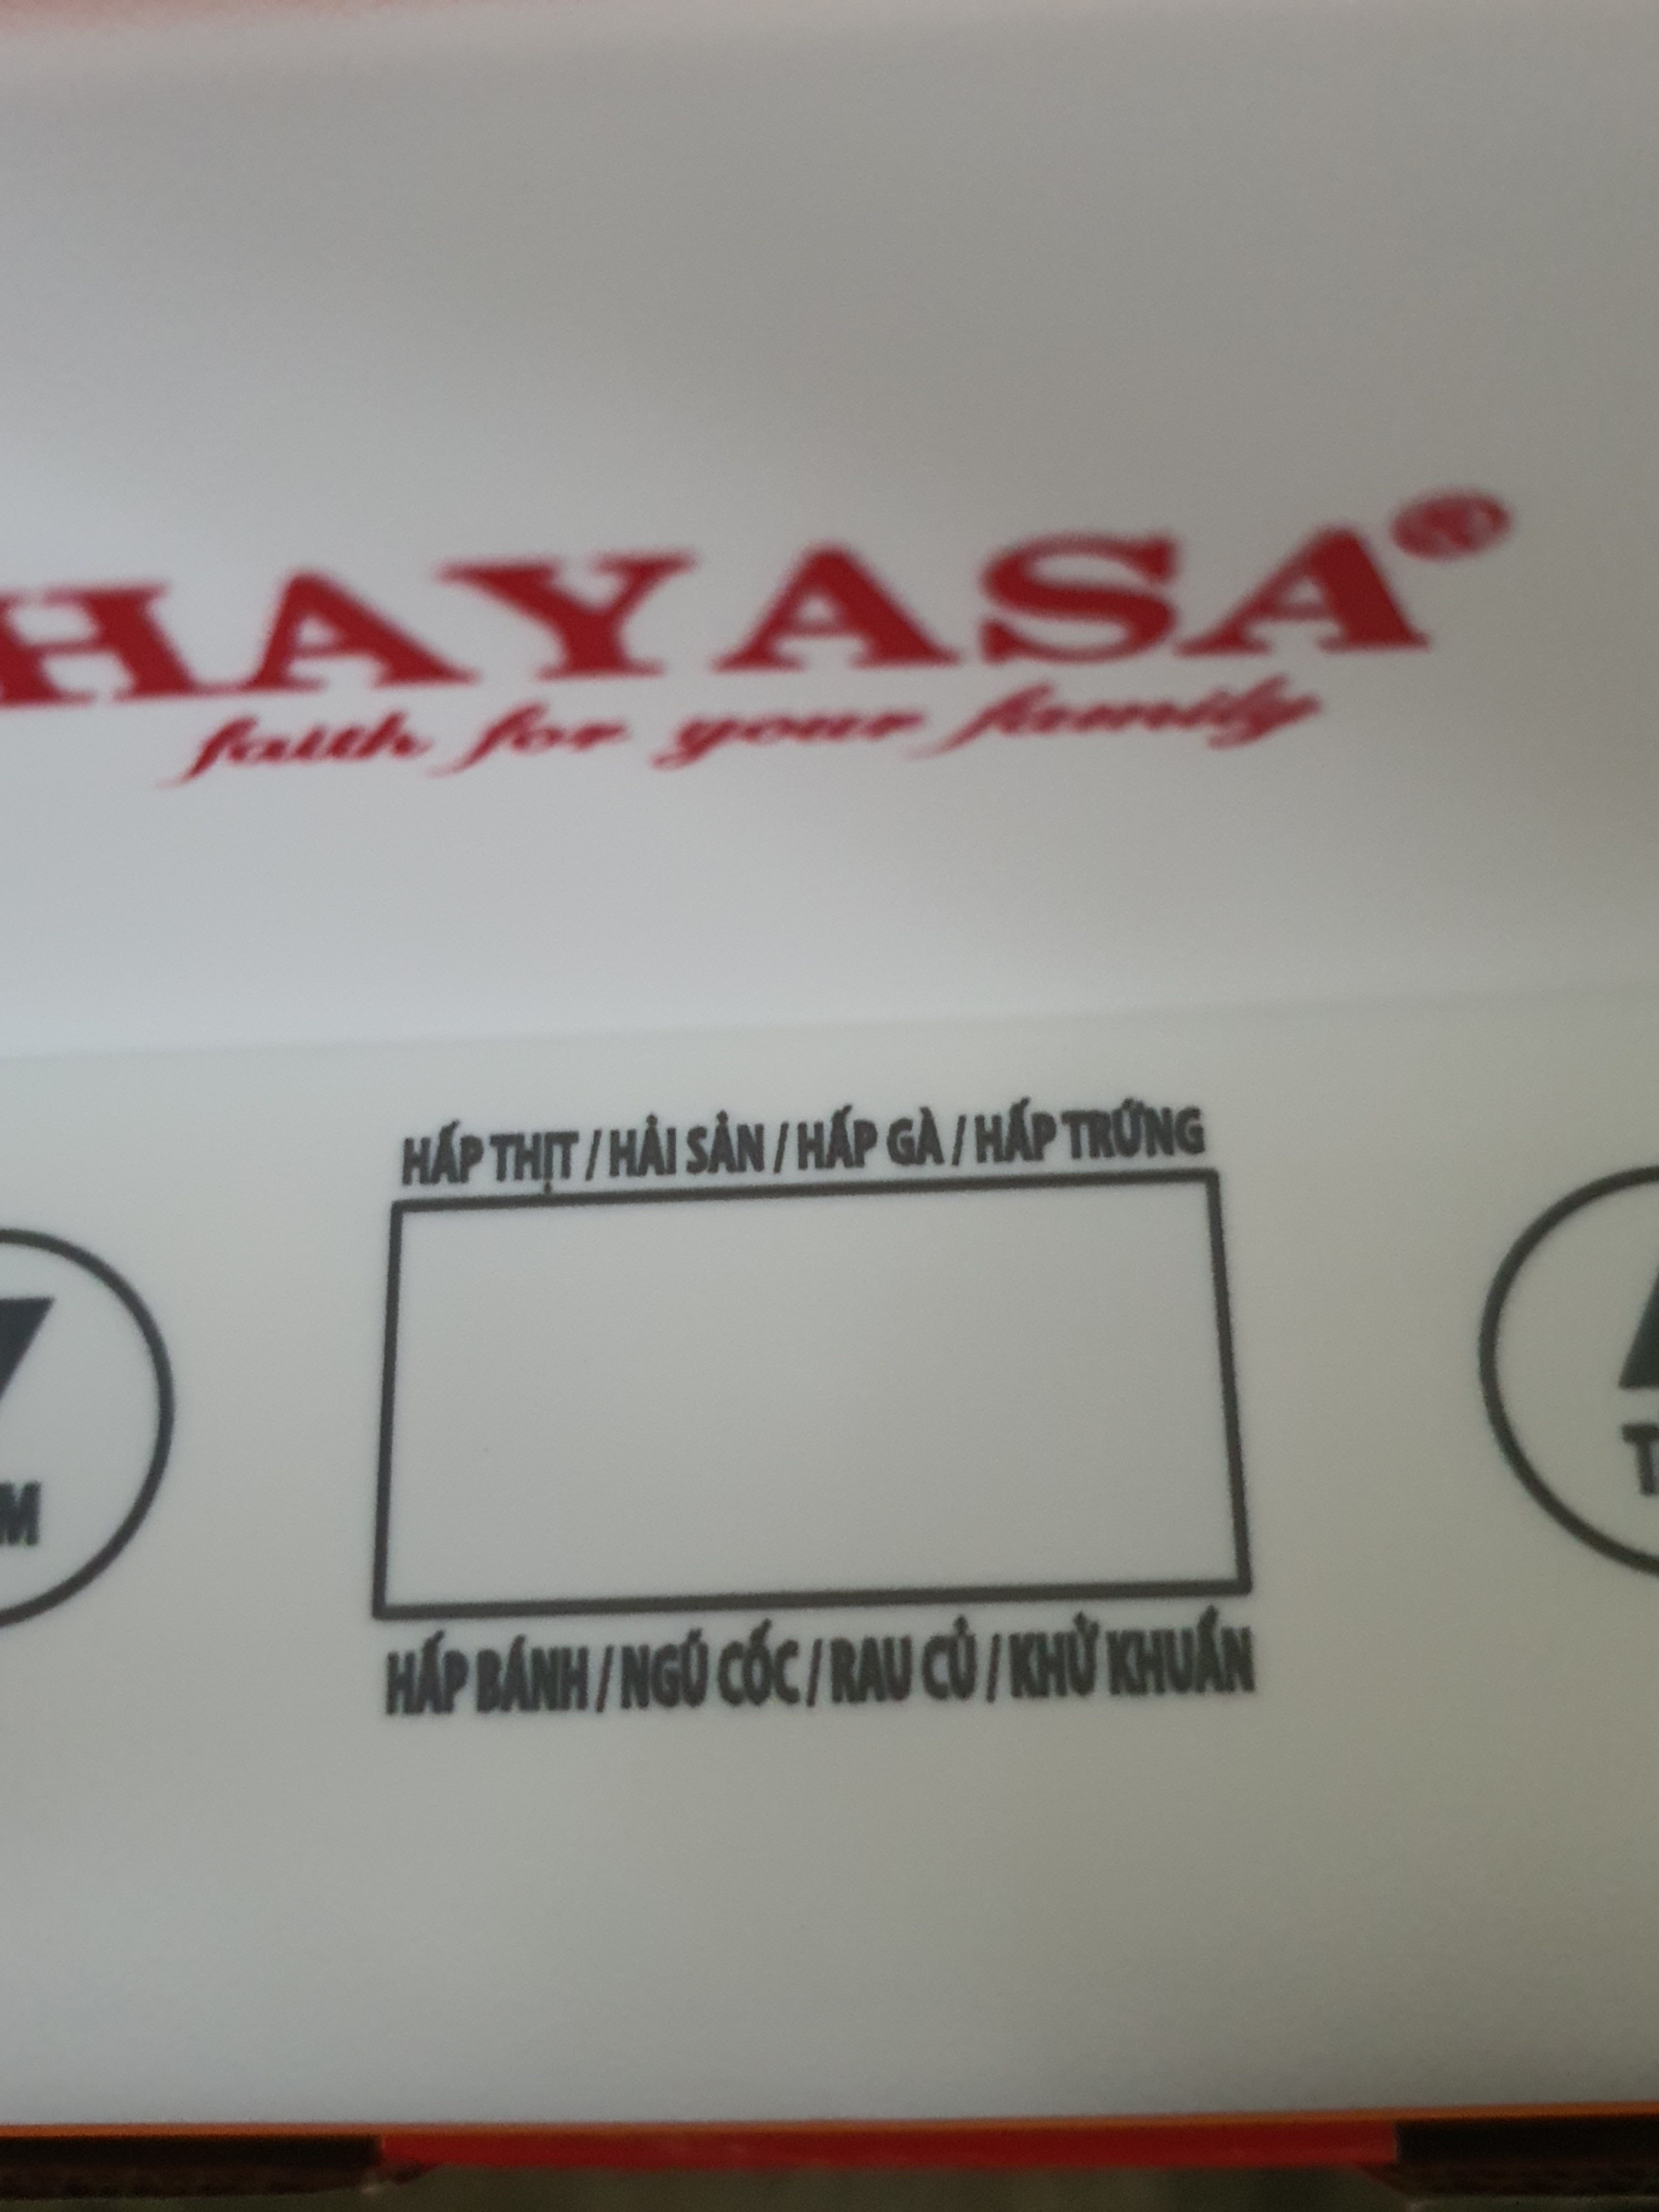 HAYASA®
faith for your family
HẤP THỊT / HẢI SẢN / HẤP GÀ / HẤP TRỨNG
HẤP BÁNH / NGŨ CỐC / RAU CỦ / KHỬ KHUẨN